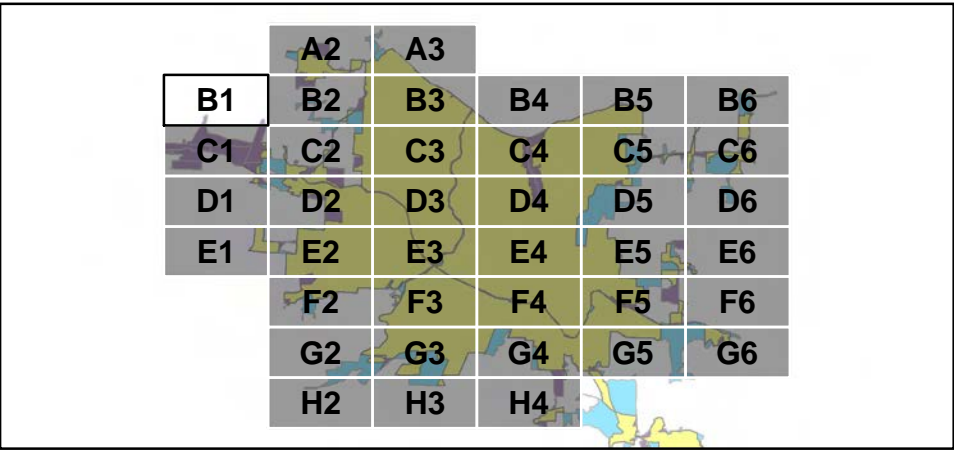 A2 A3
B1 B2 B3 B4 B5 B6
C1 C2 C3 C4 C5 C6
D1 D2 D3 D4 D5 D6
E1 E2 E3 E4 E5 E6
F2 F3 F4 F5 F6
G2 G3 G4 G5 G6
H2 H3 H4